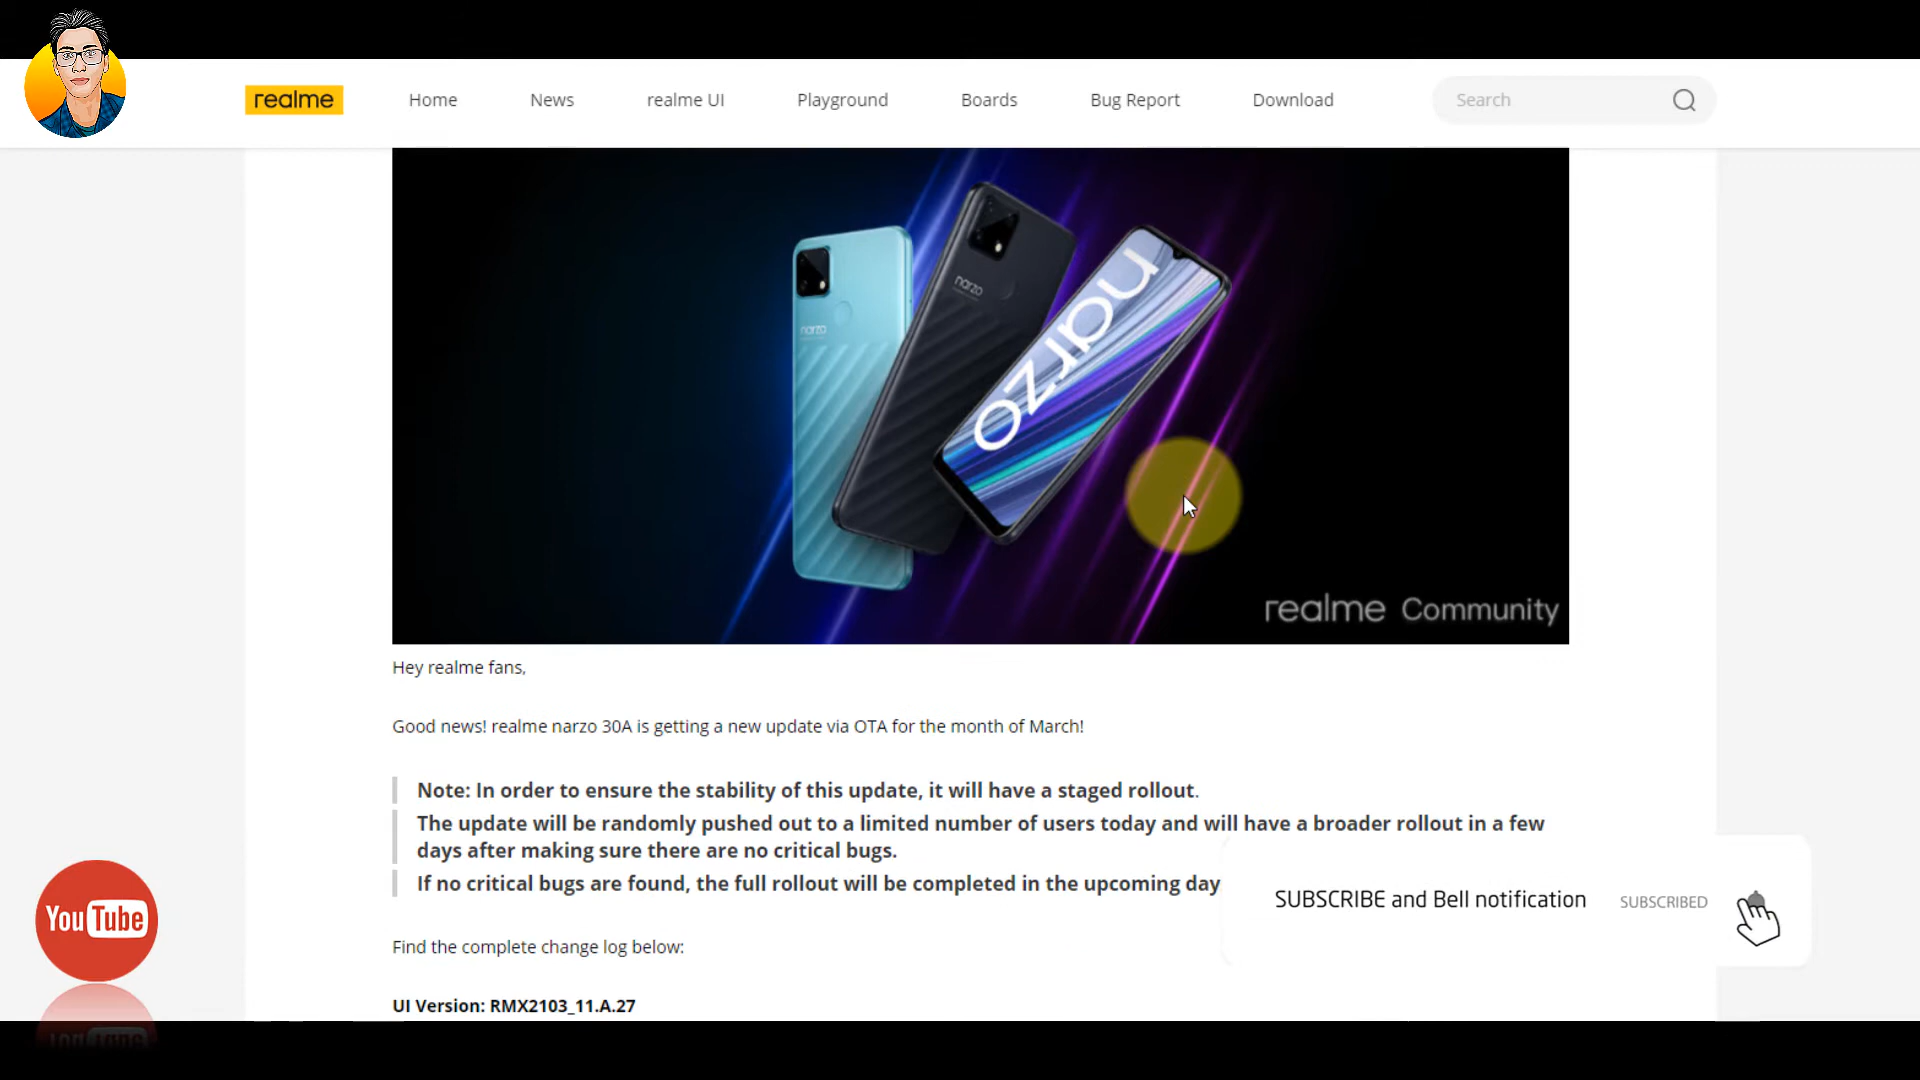 realme
Home
News
realme UI
Playground
Boards
Bug Report
Download
Search
narzo
narzo
narzo
realme Community
Hey realme fans,
Good news! realme narzo 30A is getting a new update via OTA for the month of March!
Note: In order to ensure the stability of this update, it will have a staged rollout.
The update will be randomly pushed out to a limited number of users today and will have a broader rollout in a few
days after making sure there are no critical bugs.
If no critical bugs are found, the full rollout will be completed in the upcoming day
SUBSCRIBE and Bell notification
SUBSCRIBED
YouTube
Find the complete change log below:
UI Version: RMX2103_11.A.27